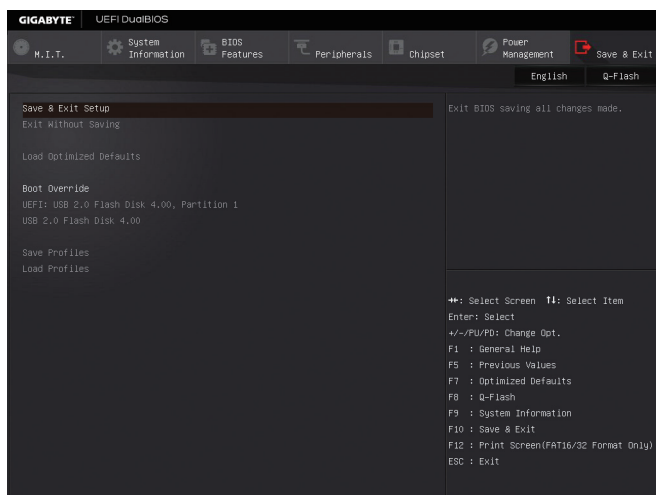 GIGABYTE™ UEFI DualBIOS
M.I.T.
System
Information
BIOS
Features
Peripherals
Chipset
Power
Management
Save & Exit
English Q-Flash
Save & Exit Setup
Exit Without Saving
Load Optimized Defaults
Boot Override
UEFI: USB 2.0 Flash Disk 4.00, Partition 1
USB 2.0 Flash Disk 4.00
Save Profiles
Load Profiles
Exit BIOS saving all changes made.
→←: Select Screen ↑↓: Select Item
Enter: Select
+/-/PU/PD: Change Opt.
F1 : General Help
F5 : Previous Values
F7 : Optimized Defaults
F8 : Q-Flash
F9 : System Information
F10 : Save & Exit
F12 : Print Screen(FAT16/32 Format Only)
ESC : Exit